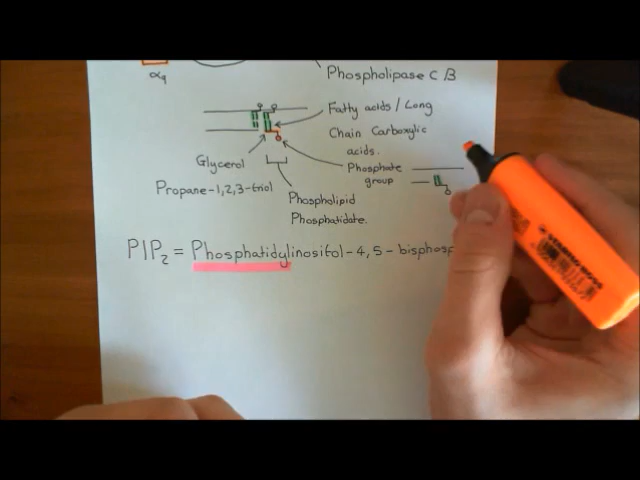 αq
Phospholipase C β
Fatty acids / Long
Chain Carboxylic
acids.
Glycerol
Propane-1,2,3-triol
Phosphate
group
Phospholipid
Phosphatidate.
PIP2 = Phosphatidylinositol-4,5-bisphosp
STABILO BOSS